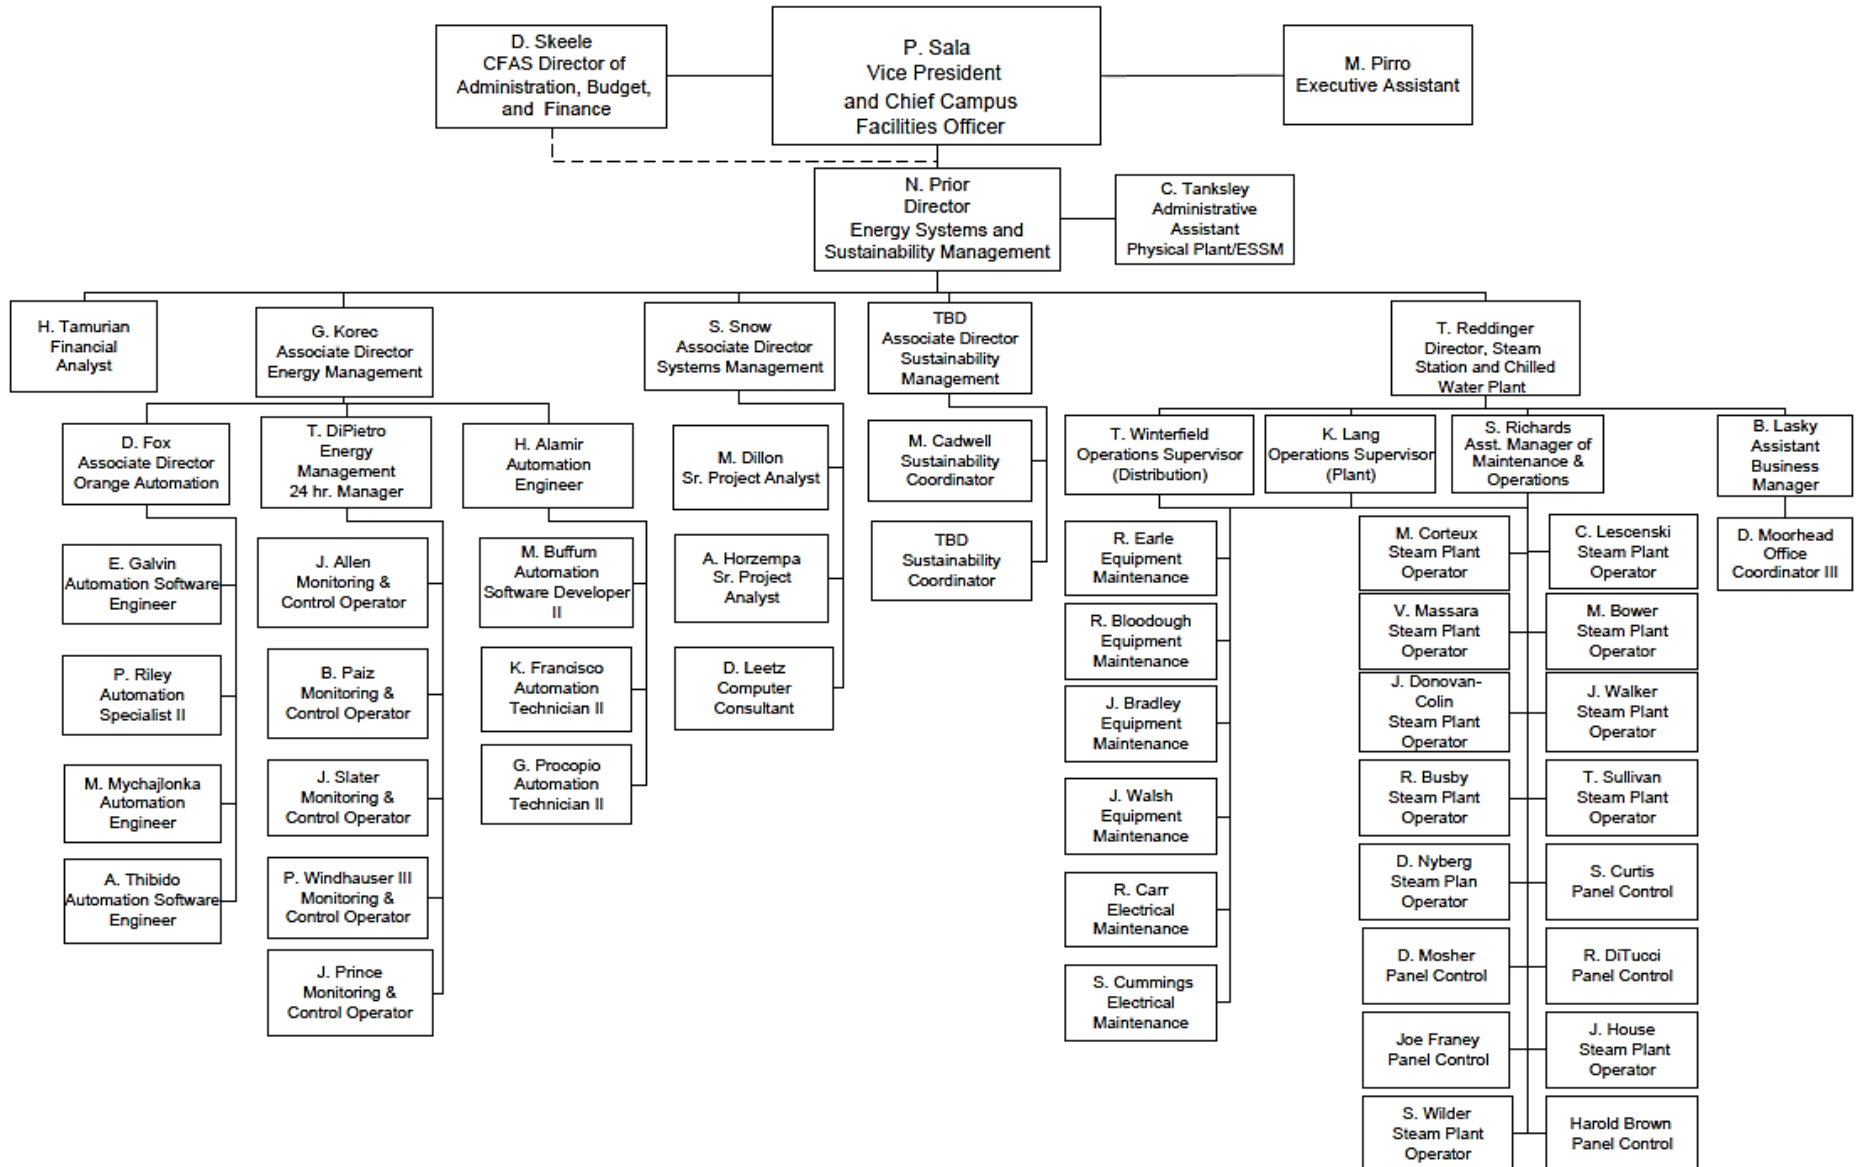 D. Skeele
CFAS Director of
Administration, Budget,
and Finance
P. Sala
Vice President
and Chief Campus
Facilities Officer
M. Pirro
Executive Assistant
N. Prior
Director
Energy Systems and
Sustainability Management
C. Tanksley
Administrative
Assistant
Physical Plant/ESSM
H. Tamurian
Financial
Analyst
G. Korec
Associate Director
Energy Management
S. Snow
Associate Director
Systems Management
TBD
Associate Director
Sustainability
Management
T. Reddinger
Director, Steam
Station and Chilled
Water Plant
D. Fox
Associate Director
Orange Automation
T. DiPietro
Energy
Management
24 hr. Manager
H. Alamir
Automation
Engineer
E. Galvin
Automation Software
Engineer
P. Riley
Automation
Specialist II
M. Mychajlonka
Automation
Engineer
A. Thibido
Automation Software
Engineer
J. Allen
Monitoring &
Control Operator
B. Paiz
Monitoring &
Control Operator
J. Slater
Monitoring &
Control Operator
P. Windhauser III
Monitoring &
Control Operator
J. Prince
Monitoring &
Control Operator
M. Buffum
Automation
Software Developer
II
K. Francisco
Automation
Technician II
G. Procopio
Automation
Technician II
M. Dillon
Sr. Project Analyst
A. Horzempa
Sr. Project
Analyst
D. Leetz
Computer
Consultant
M. Cadwell
Sustainability
Coordinator
TBD
Sustainability
Coordinator
T. Winterfield
Operations Supervisor
(Distribution)
K. Lang
Operations Supervisor
(Plant)
S. Richards
Asst. Manager of
Maintenance &
Operations
B. Lasky
Assistant
Business
Manager
R. Earle
Equipment
Maintenance
R. Bloodough
Equipment
Maintenance
J. Bradley
Equipment
Maintenance
J. Walsh
Equipment
Maintenance
R. Carr
Electrical
Maintenance
S. Cummings
Electrical
Maintenance
M. Corteux
Steam Plant
Operator
V. Massara
Steam Plant
Operator
J. Donovan-
Colin
Steam Plant
Operator
R. Busby
Steam Plant
Operator
D. Nyberg
Steam Plan
Operator
D. Mosher
Panel Control
Joe Franey
Panel Control
S. Wilder
Steam Plant
Operator
C. Lescenski
Steam Plant
Operator
M. Bower
Steam Plant
Operator
J. Walker
Steam Plant
Operator
T. Sullivan
Steam Plant
Operator
S. Curtis
Panel Control
R. DiTucci
Panel Control
J. House
Steam Plant
Operator
Harold Brown
Panel Control
D. Moorhead
Office
Coordinator III